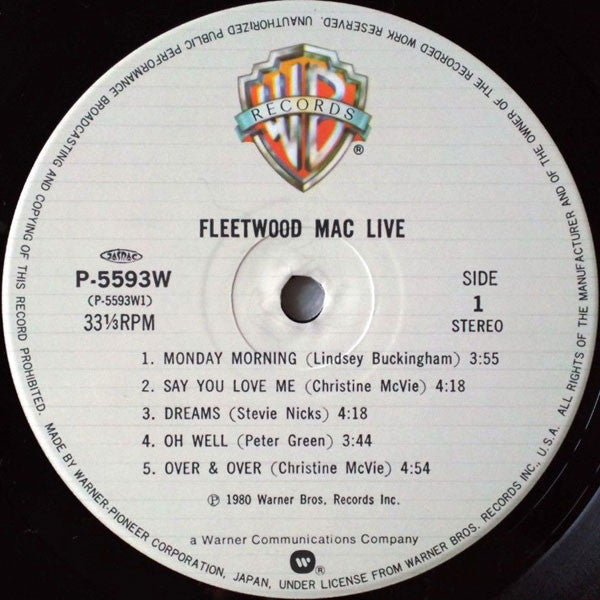 WB
RECORDS
®
FLEETWOOD MAC LIVE
JASRAC
P-5593W
(P-5593W1)
33⅓RPM
SIDE
1
STEREO
1. MONDAY MORNING (Lindsey Buckingham) 3:55
2. SAY YOU LOVE ME (Christine McVie) 4:18
3. DREAMS (Stevie Nicks) 4:18
4. OH WELL (Peter Green) 3:44
5. OVER & OVER (Christine McVie) 4:54
℗ 1980 Warner Bros. Records Inc.
a Warner Communications Company
®
MADE BY WARNER-PIONEER CORPORATION, JAPAN, UNDER LICENSE FROM WARNER BROS. RECORDS INC., U.S.A. ALL RIGHTS OF THE MANUFACTURER AND OF THE OWNER OF THE RECORDED WORK RESERVED. UNAUTHORIZED PUBLIC PERFORMANCE BROADCASTING AND COPYING OF THIS RECORD PROHIBITED.